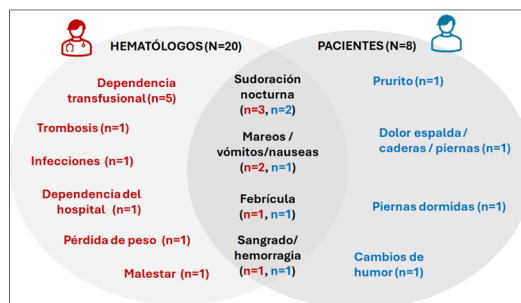 HEMATÓLOGOS (N=20)
PACIENTES (N=8)
Dependencia
transfusional (n=5)
Trombosis (n=1)
Infecciones (n=1)
Dependencia del
hospital (n=1)
Pérdida de peso (n=1)
Malestar (n=1)
Sudoración
nocturna
(n=3, n=2)
Mareos /
vómitos/nauseas
(n=2, n=1)
Febrícula
(n=1, n=1)
Sangrado/
hemorragia
(n=1, n=1)
Prurito (n=1)
Dolor espalda /
caderas / piernas (n=1)
Piernas dormidas (n=1)
Cambios de
humor (n=1)